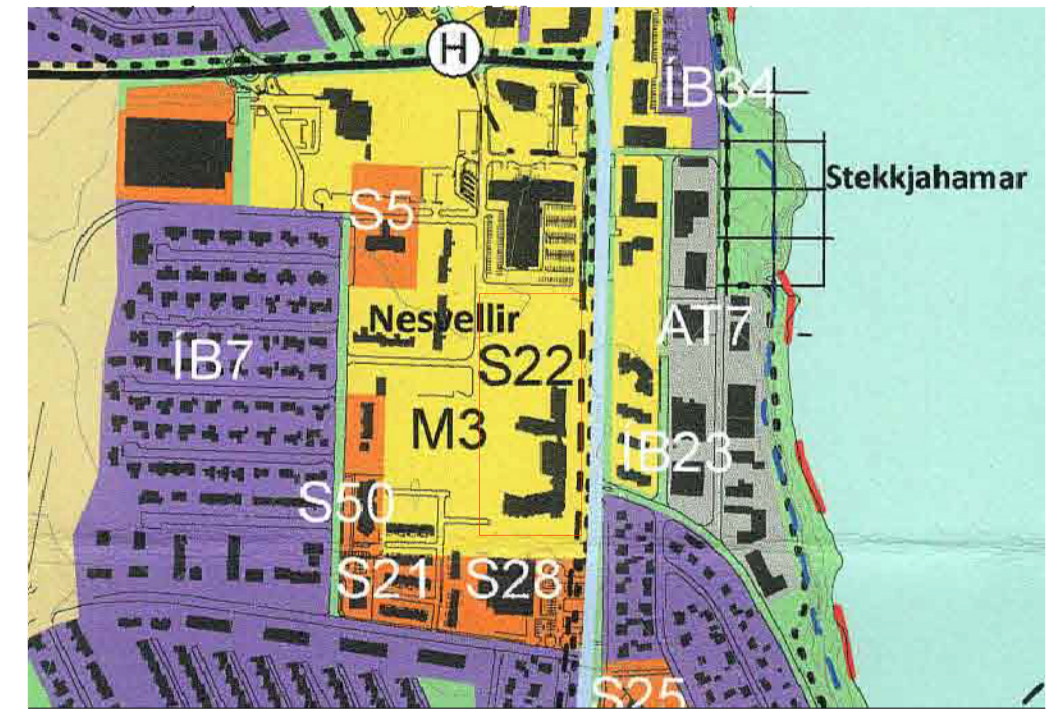 H
ÍB34
Stekkjahamar
S5
Nesvellir
AT7
ÍB7
S22
M3
ÍB23
S50
S21
S28
S25